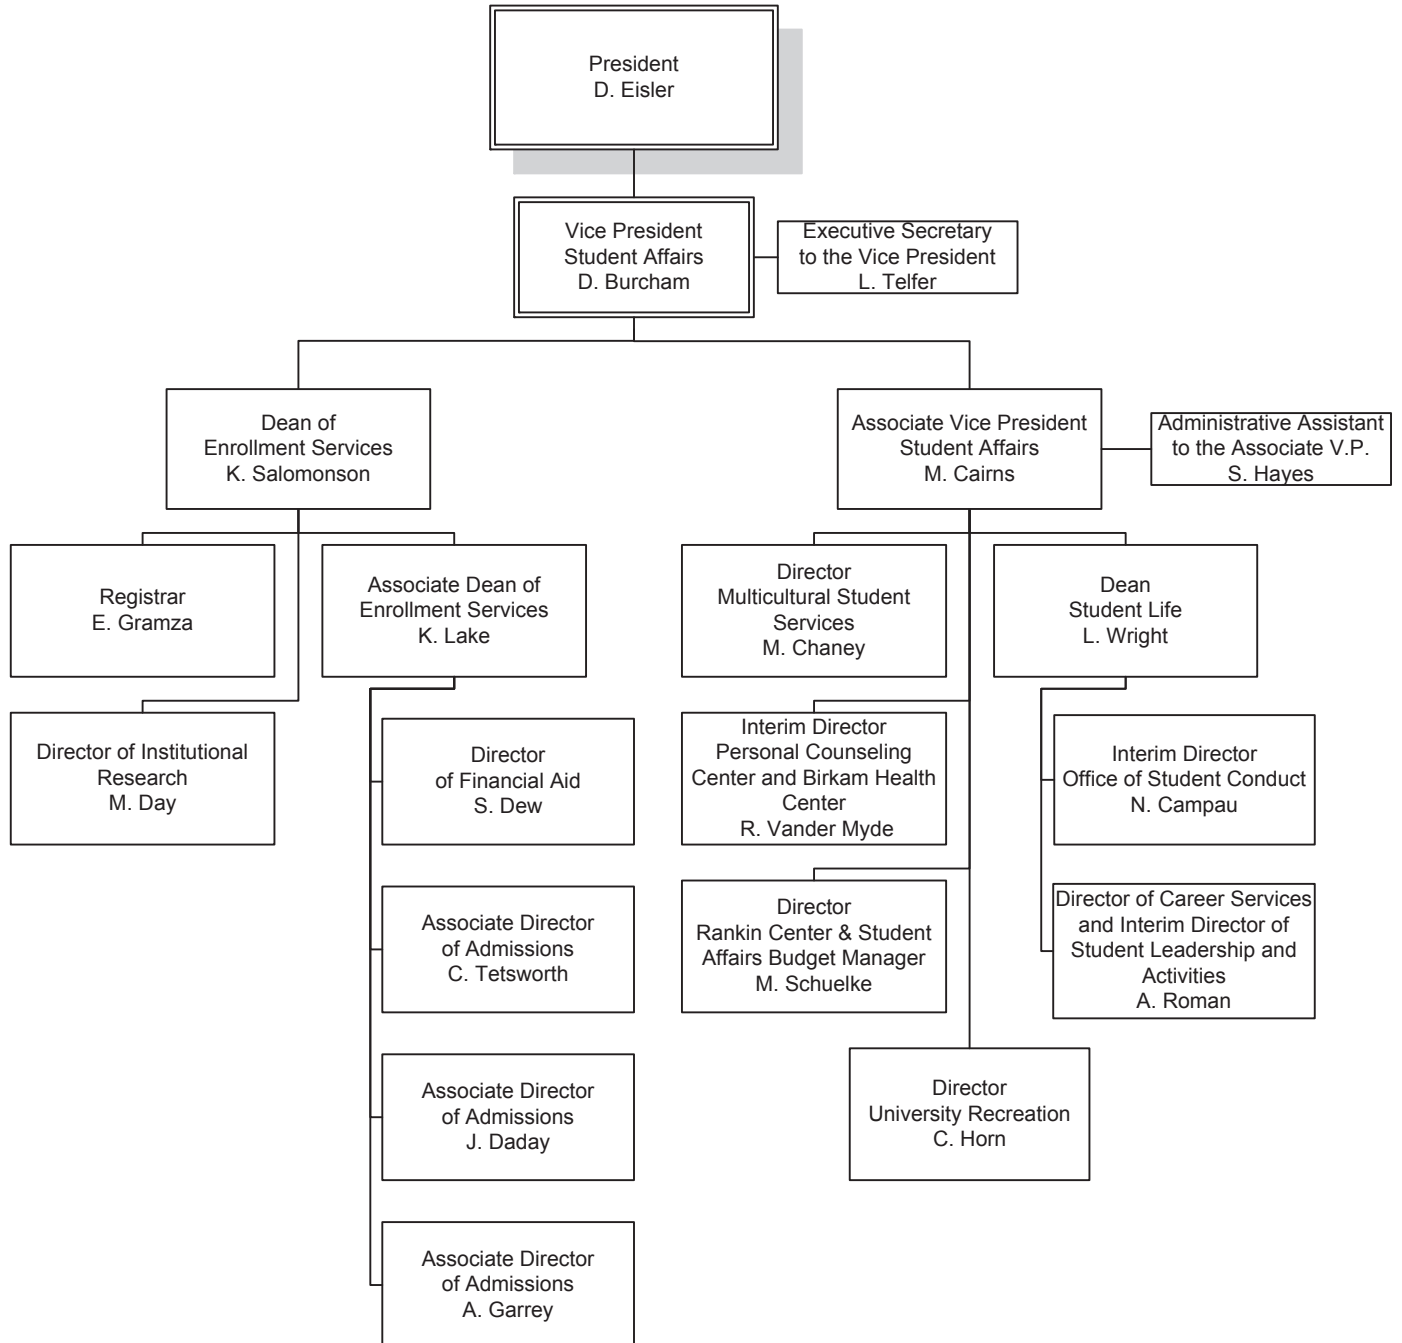 President
D. Eisler
Vice President
Student Affairs
D. Burcham
Executive Secretary
to the Vice President
L. Telfer
Dean of
Enrollment Services
K. Salomonson
Associate Vice President
Student Affairs
M. Cairns
Administrative Assistant
to the Associate V.P.
S. Hayes
Registrar
E. Gramza
Associate Dean of
Enrollment Services
K. Lake
Director
Multicultural Student
Services
M. Chaney
Dean
Student Life
L. Wright
Director of Institutional
Research
M. Day
Director
of Financial Aid
S. Dew
Interim Director
Personal Counseling
Center and Birkam Health
Center
R. Vander Myde
Interim Director
Office of Student Conduct
N. Campau
Associate Director
of Admissions
C. Tetsworth
Director
Rankin Center & Student
Affairs Budget Manager
M. Schuelke
Director of Career Services
and Interim Director of
Student Leadership and
Activities
A. Roman
Associate Director
of Admissions
J. Daday
Director
University Recreation
C. Horn
Associate Director
of Admissions
A. Garrey